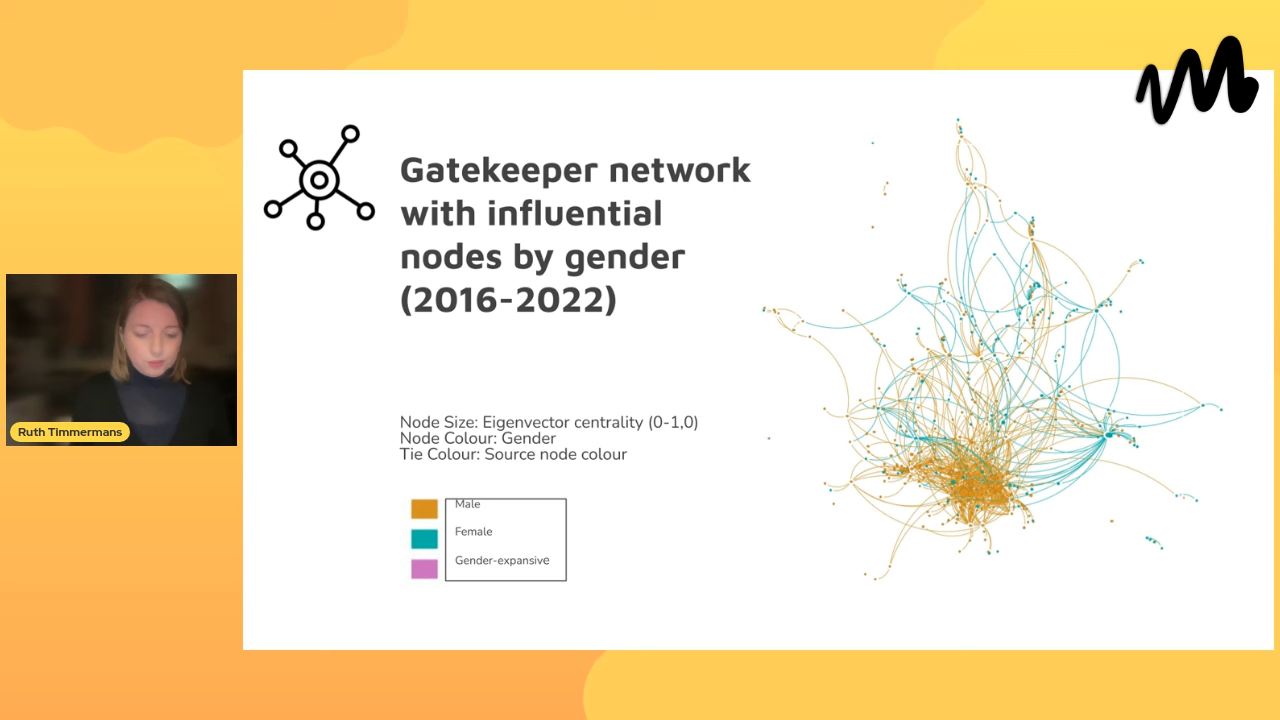 Gatekeeper network
with influential
nodes by gender
(2016-2022)
Node Size: Eigenvector centrality (0-1,0)
Node Colour: Gender
Tie Colour: Source node colour
Male
Female
Gender-expansive
Ruth Timmermans